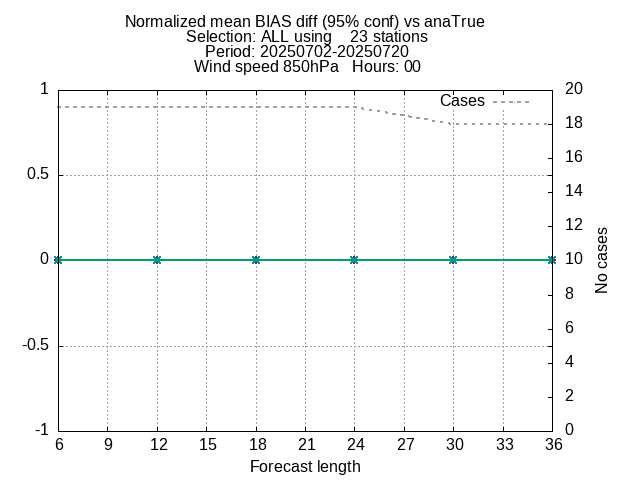 Normalized mean BIAS diff (95% conf) vs anaTrue
Selection: ALL using    23 stations
Period: 20250702-20250720
Wind speed 850hPa   Hours: 00
Cases
1
0.5
0
-0.5
-1
20
18
16
14
12
10
8
6
4
2
0
No cases
6 9 12 15 18 21 24 27 30 33 36
Forecast length